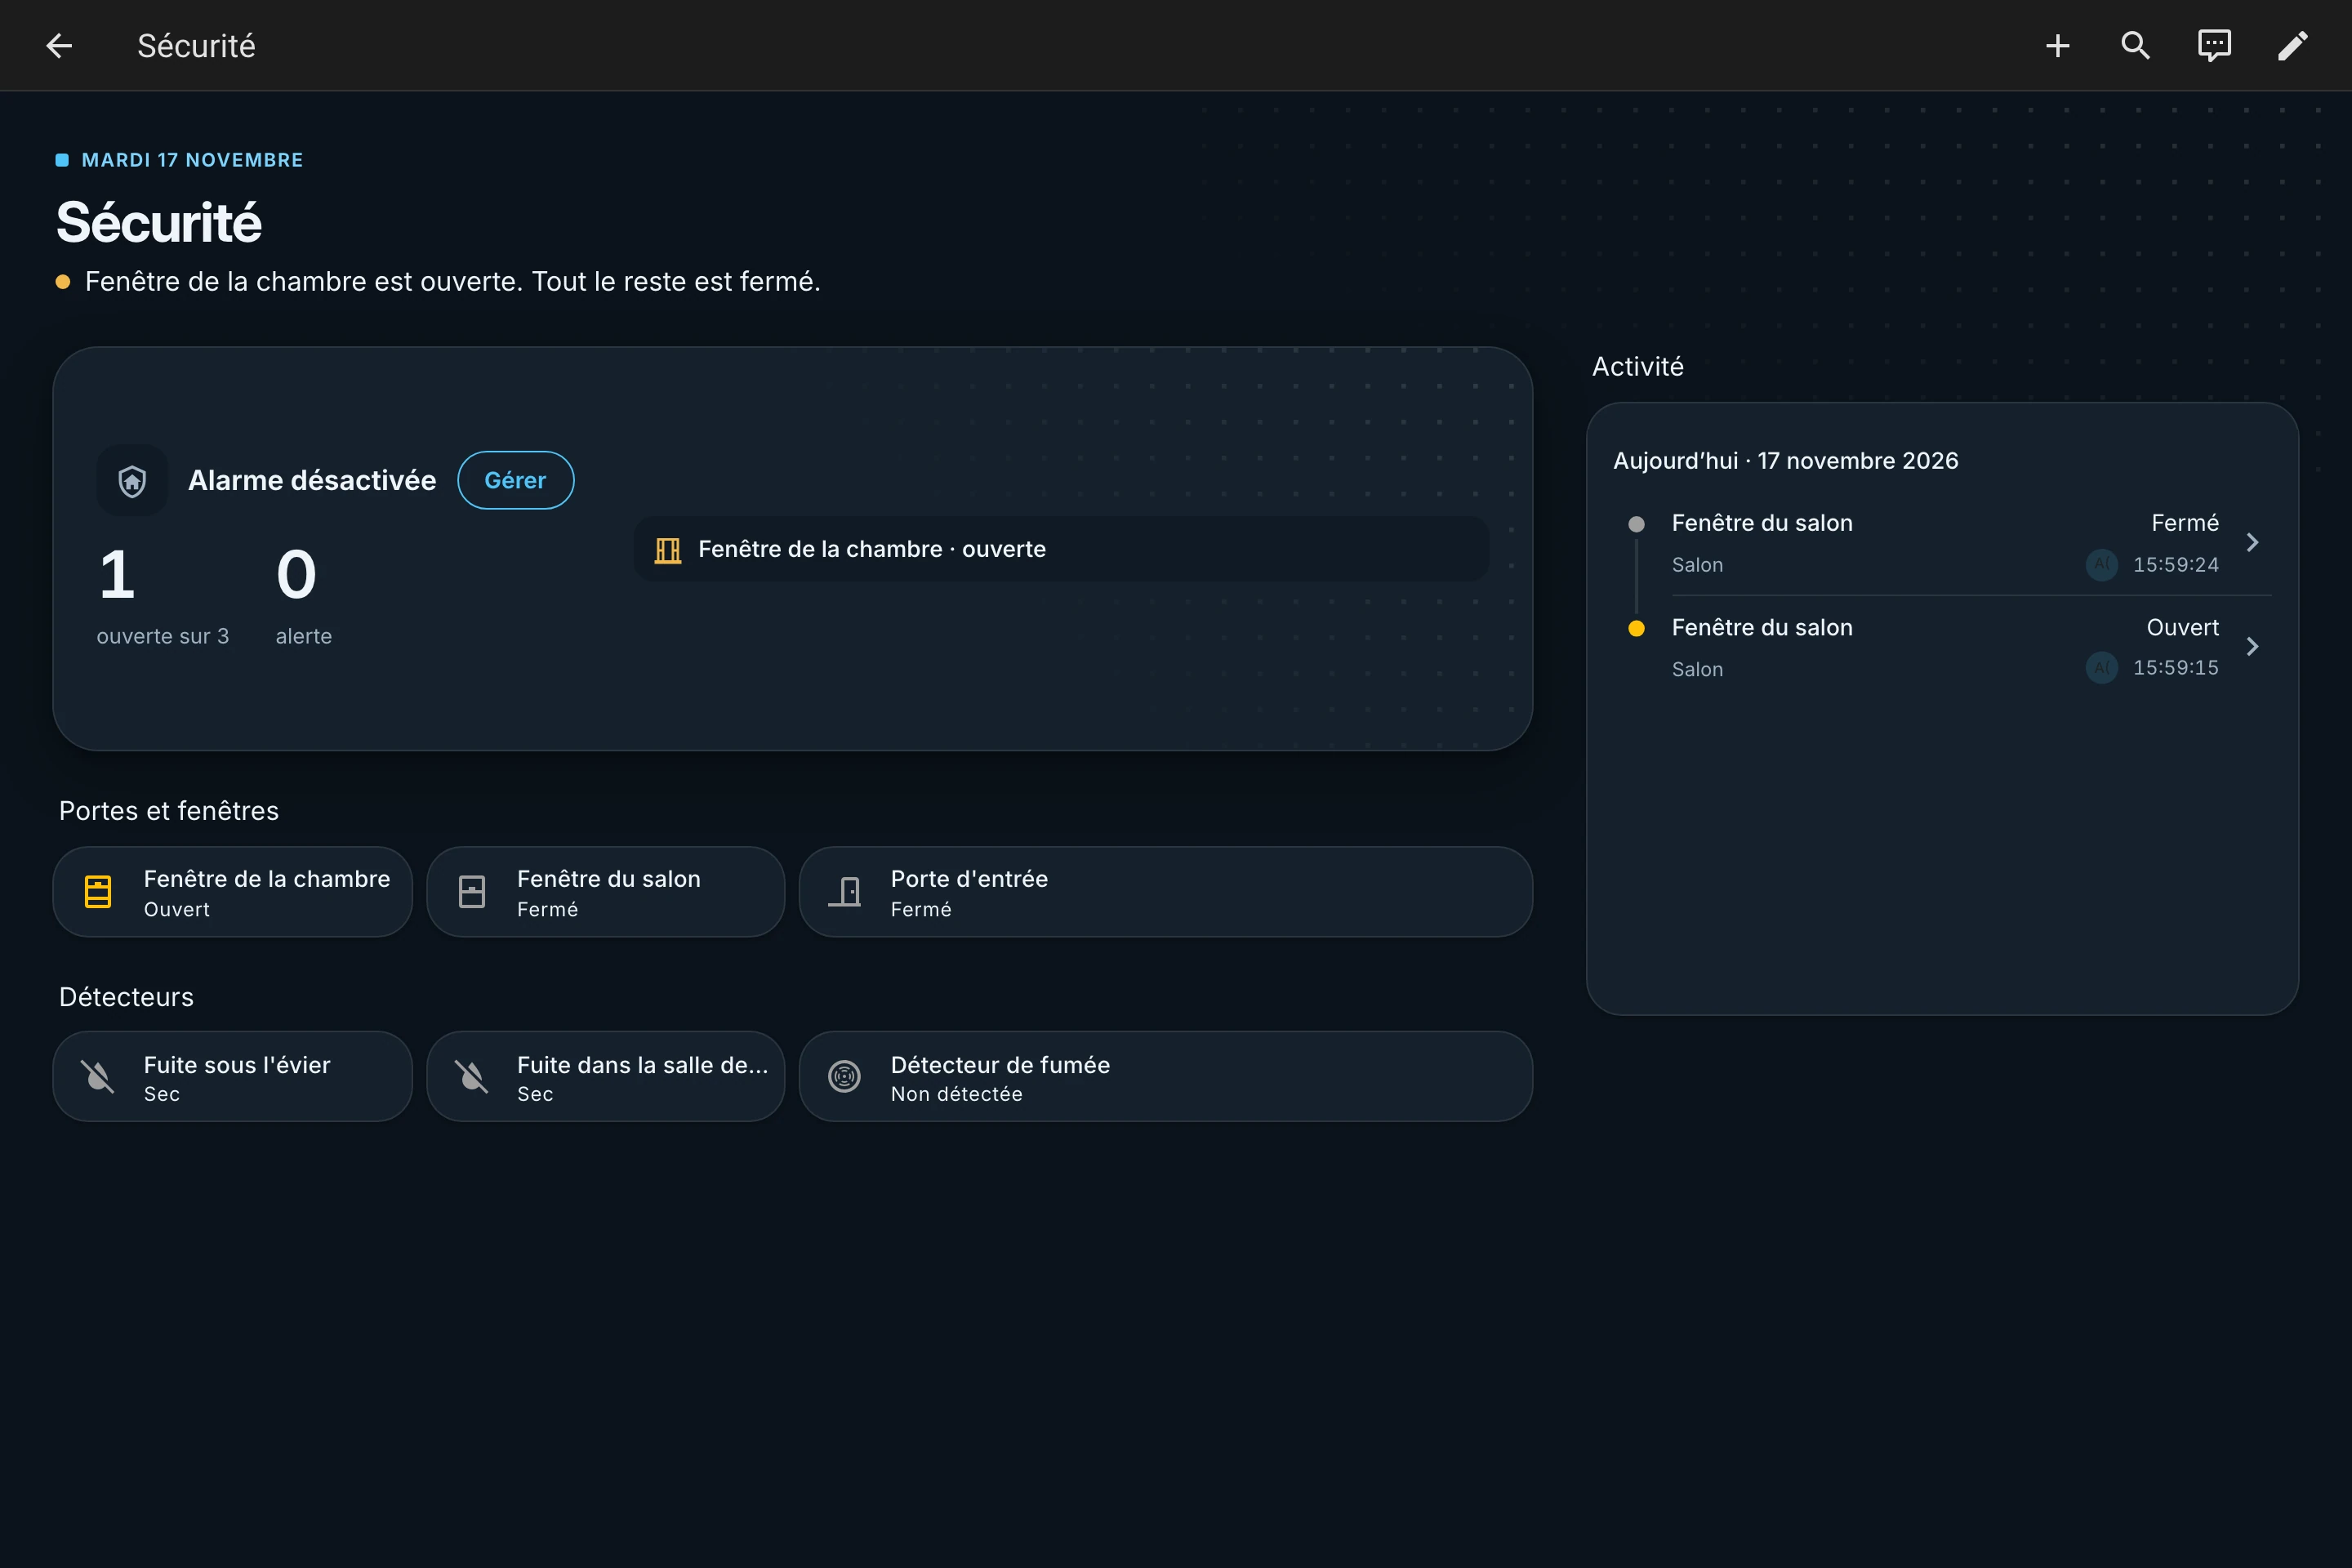 Sécurité
MARDI 17 NOVEMBRE
Sécurité
Fenêtre de la chambre est ouverte. Tout le reste est fermé.
Alarme désactivée
Gérer
1
ouverte sur 3
0
alerte
Fenêtre de la chambre · ouverte
Portes et fenêtres
Fenêtre de la chambre
Ouvert
Fenêtre du salon
Fermé
Porte d'entrée
Fermé
Détecteurs
Fuite sous l'évier
Sec
Fuite dans la salle de...
Sec
Détecteur de fumée
Non détectée
Activité
Aujourd’hui · 17 novembre 2026
Fenêtre du salon
Fermé
Salon
15:59:24
Fenêtre du salon
Ouvert
Salon
15:59:15